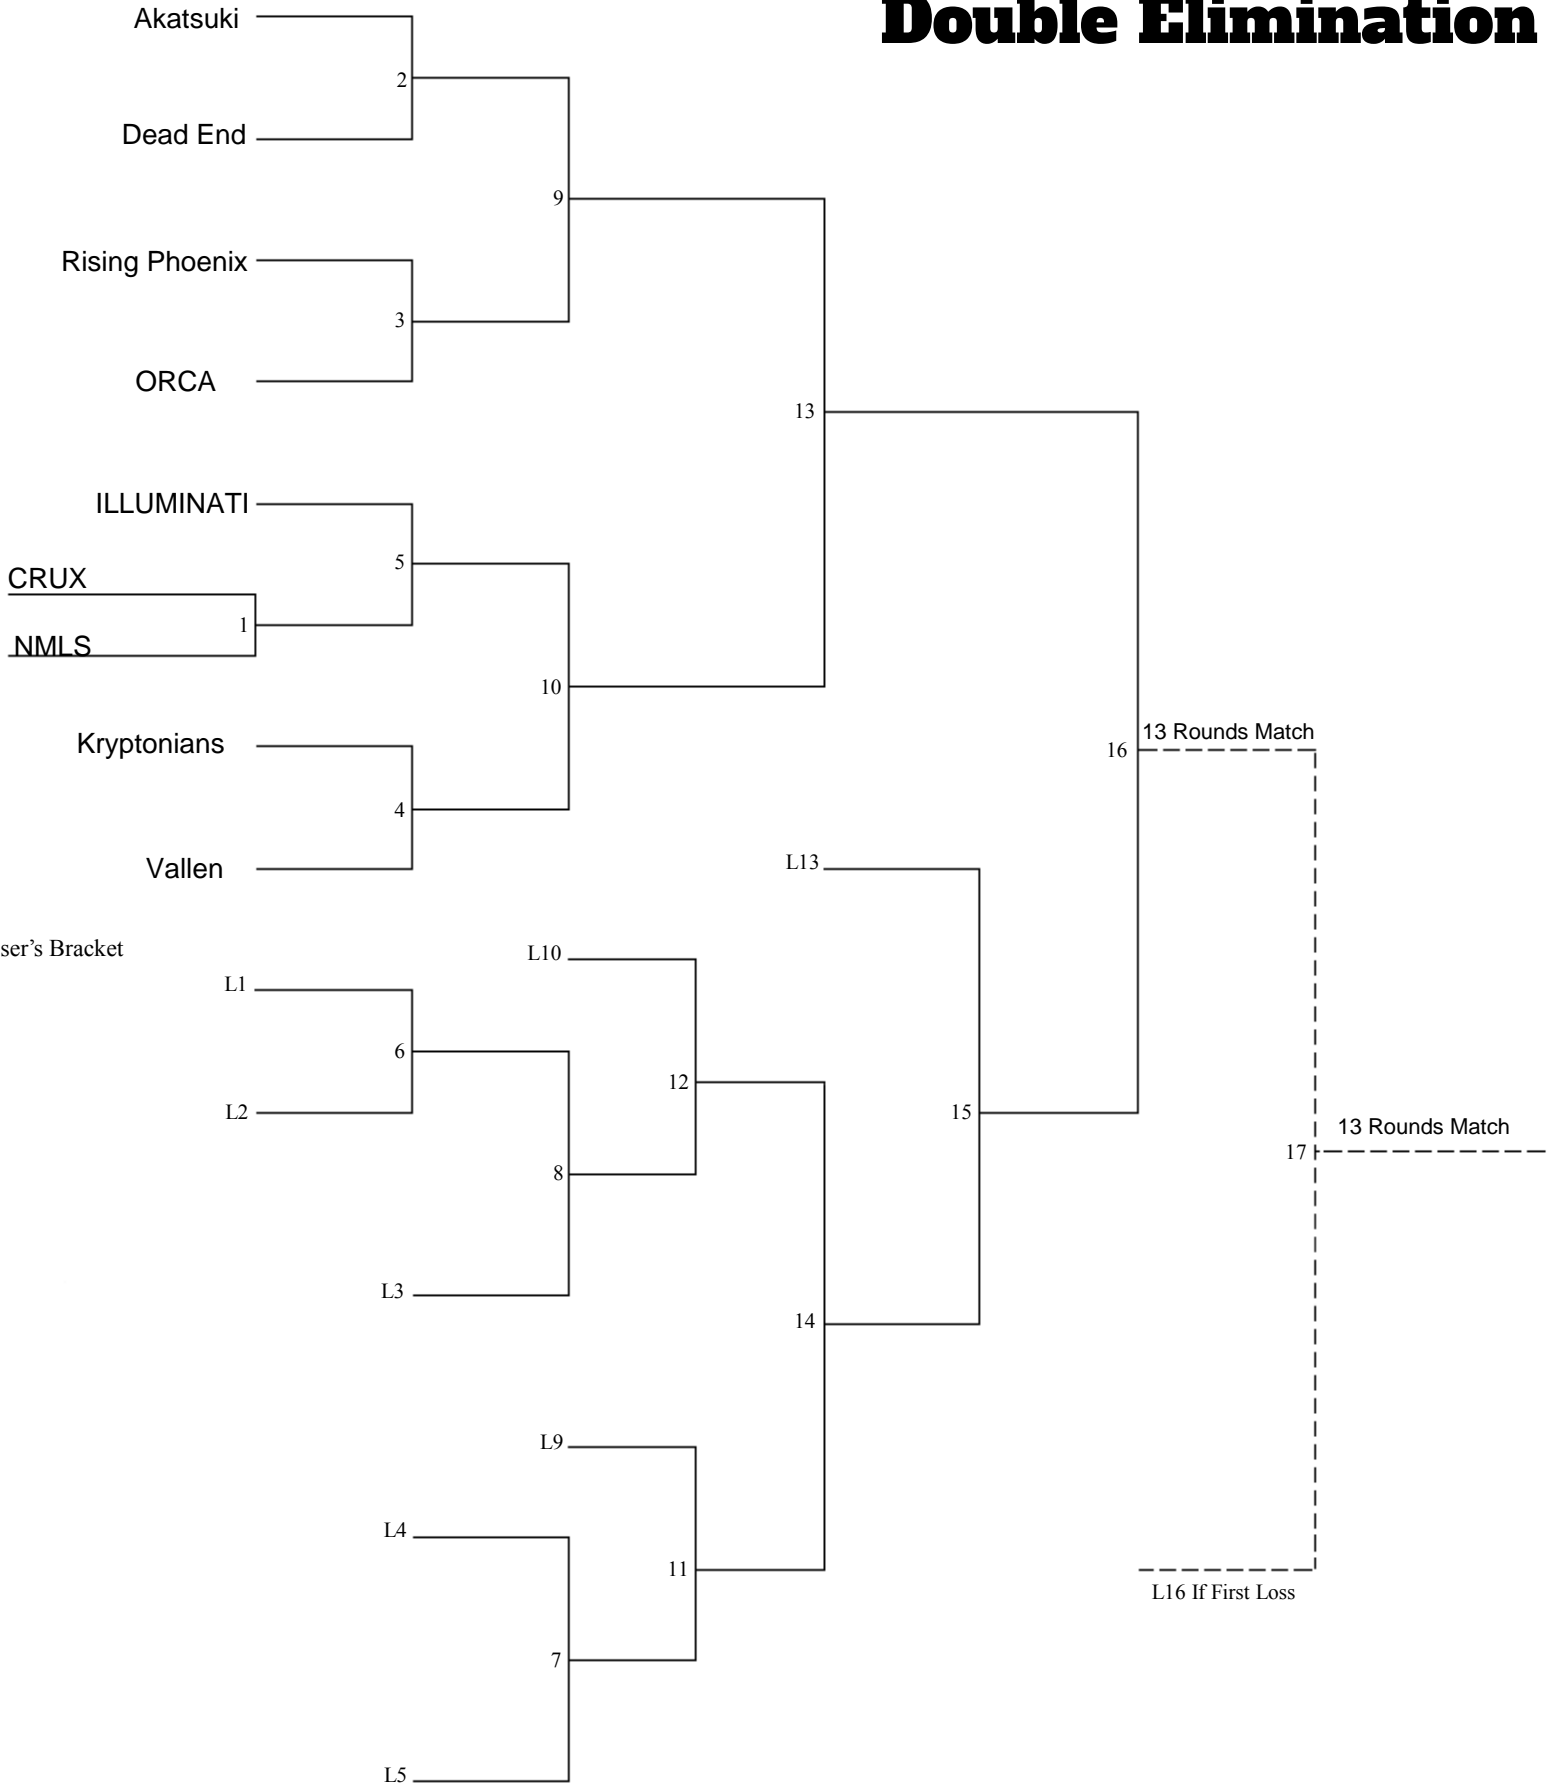 Double Elimination
Akatsuki
2
Dead End
9
Rising Phoenix
3
ORCA
13
ILLUMINATI
5
CRUX
1
NMLS
10
Kryptonians
13 Rounds Match
16
4
Vallen
L13
ser’s Bracket
L10
L1
6
12
L2
15
13 Rounds Match
17
8
L3
14
L9
L4
11
L16 If First Loss
7
L5